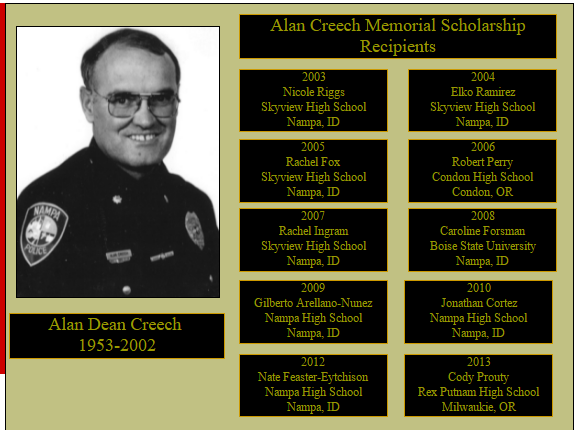 Alan Creech Memorial Scholarship
Recipients
NAMPA
POLICE
Alan Dean Creech
1953-2002
2003
Nicole Riggs
Skyview High School
Nampa, ID
2004
Elko Ramirez
Skyview High School
Nampa, ID
2005
Rachel Fox
Skyview High School
Nampa, ID
2006
Robert Perry
Condon High School
Condon, OR
2007
Rachel Ingram
Skyview High School
Nampa, ID
2008
Caroline Forsman
Boise State University
Nampa, ID
2009
Gilberto Arellano-Nunez
Nampa High School
Nampa, ID
2010
Jonathan Cortez
Nampa High School
Nampa, ID
2012
Nate Feaster-Eytchison
Nampa High School
Nampa, ID
2013
Cody Prouty
Rex Putnam High School
Milwaukie, OR